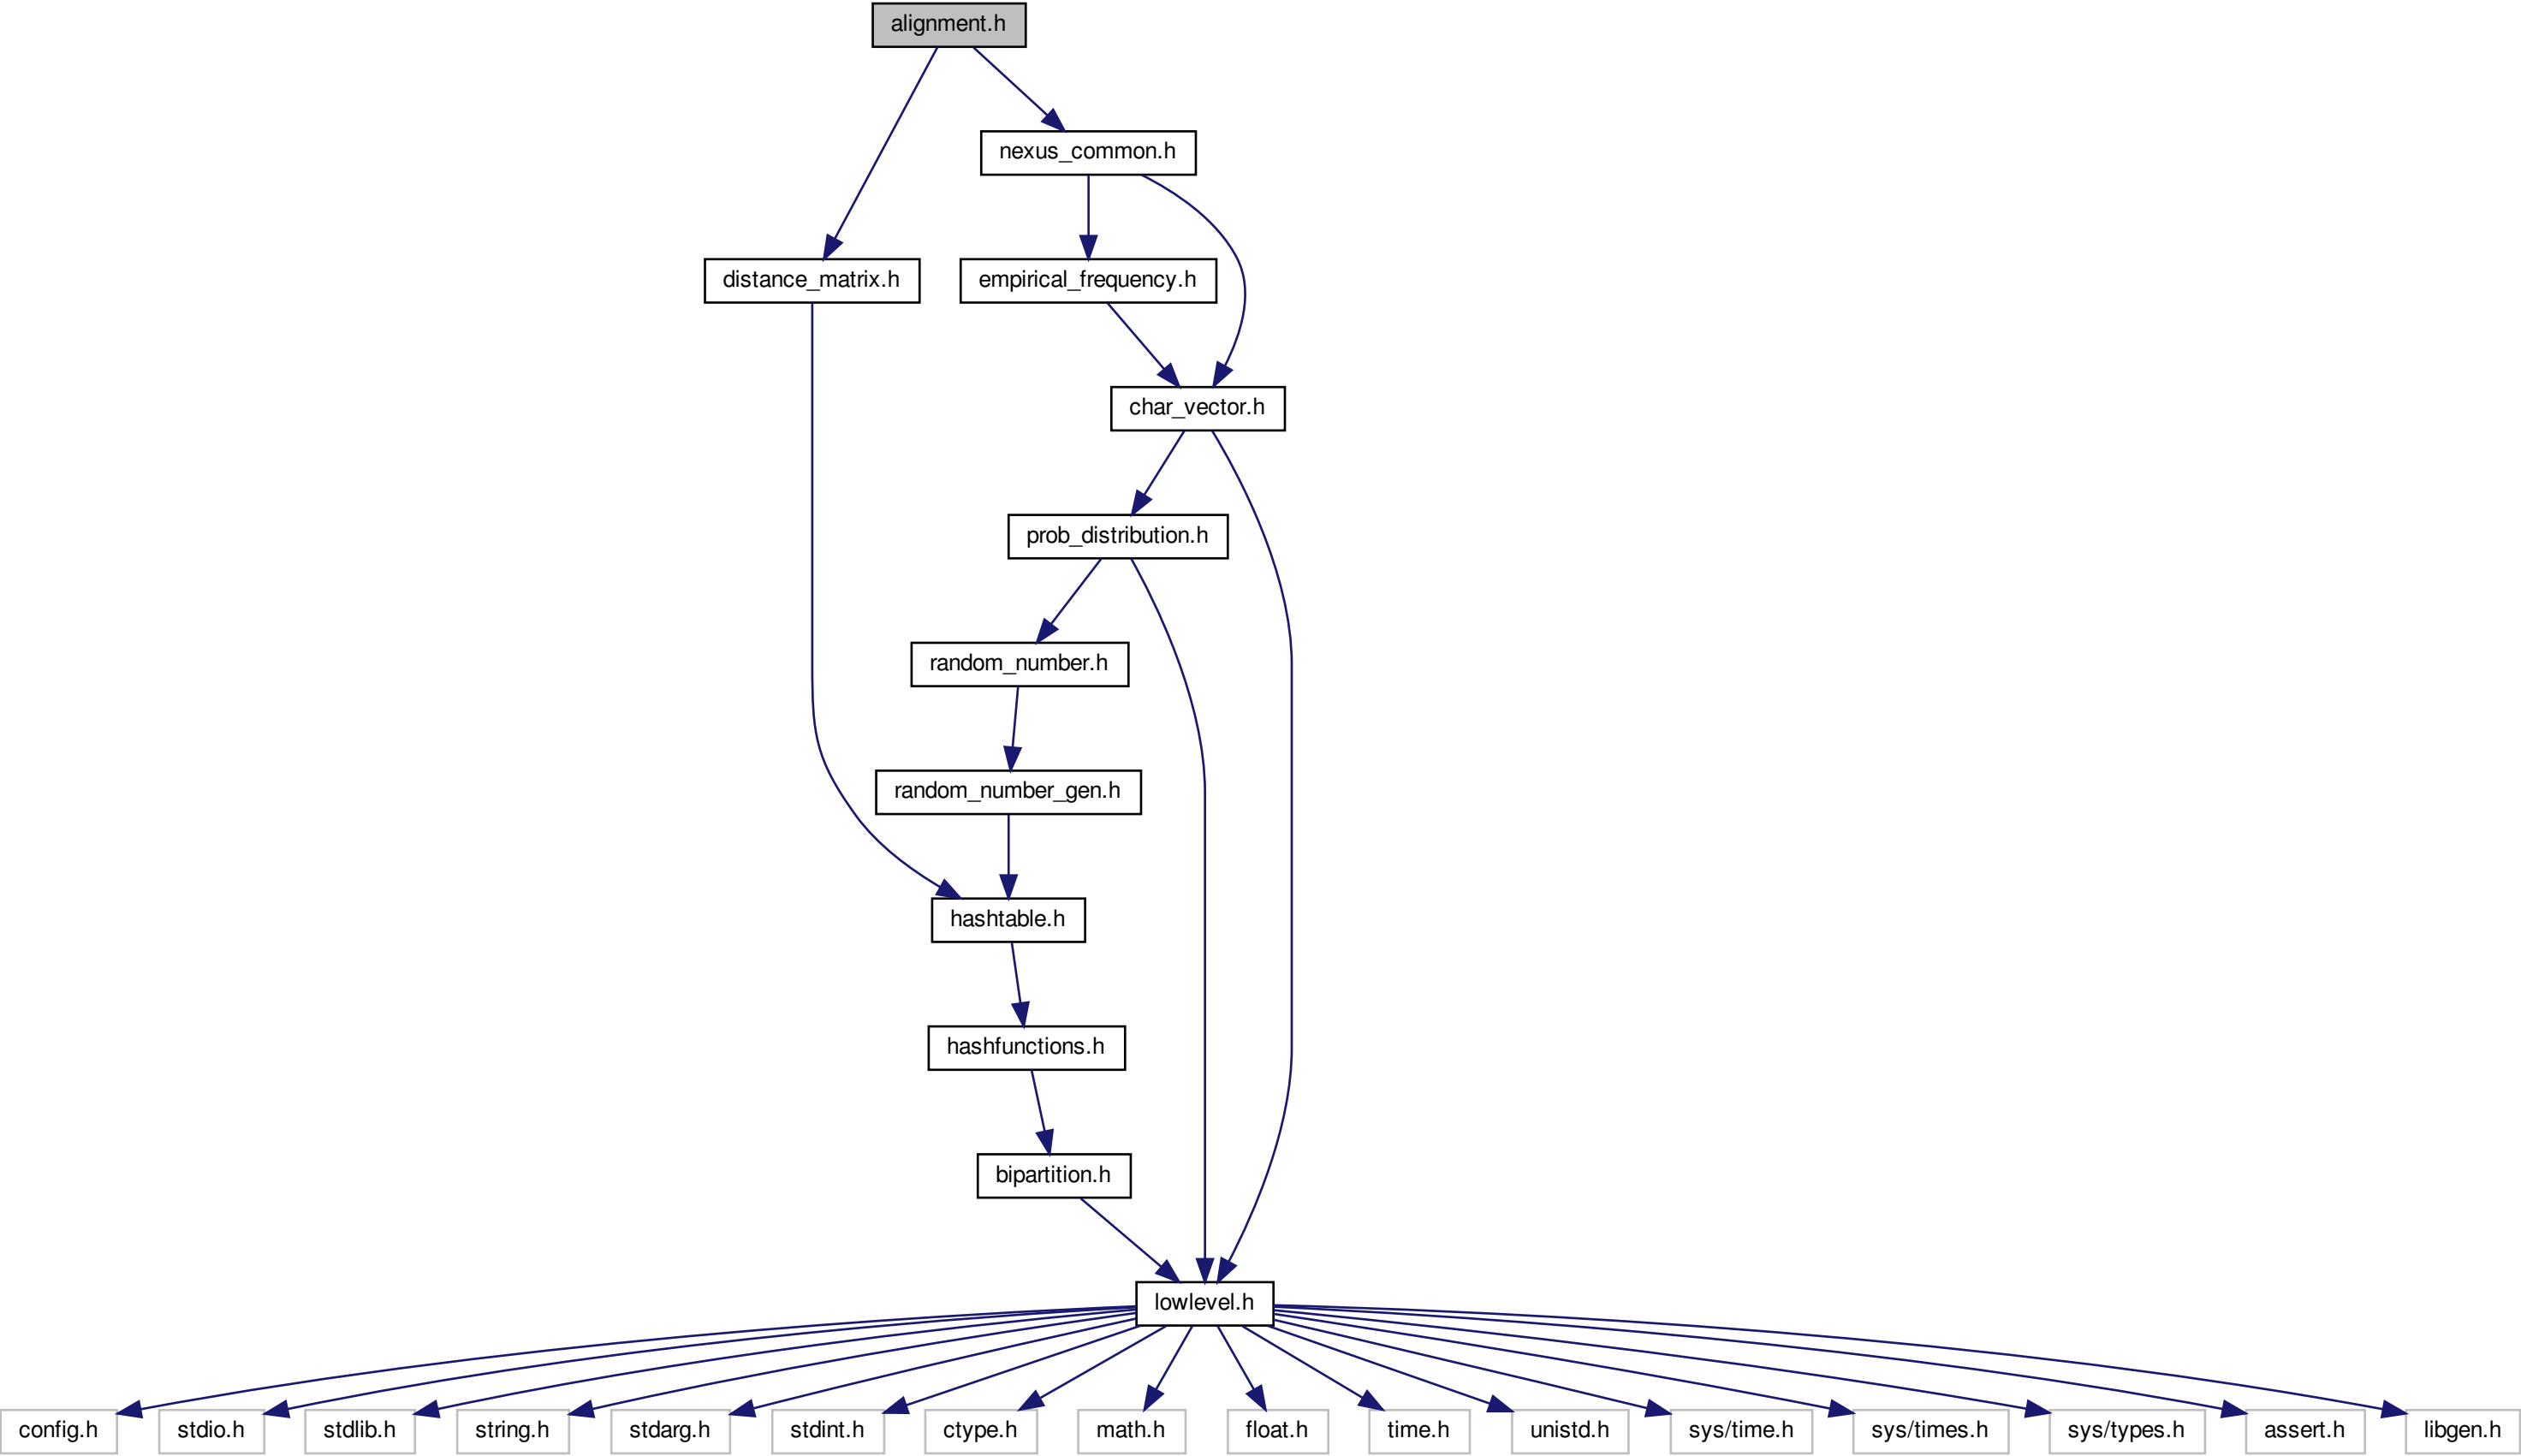 alignment.h
nexus_common.h
distance_matrix.h
empirical_frequency.h
char_vector.h
prob_distribution.h
random_number.h
random_number_gen.h
hashtable.h
hashfunctions.h
bipartition.h
lowlevel.h
config.h
stdio.h
stdlib.h
string.h
stdarg.h
stdint.h
ctype.h
math.h
float.h
time.h
unistd.h
sys/time.h
sys/times.h
sys/types.h
assert.h
libgen.h